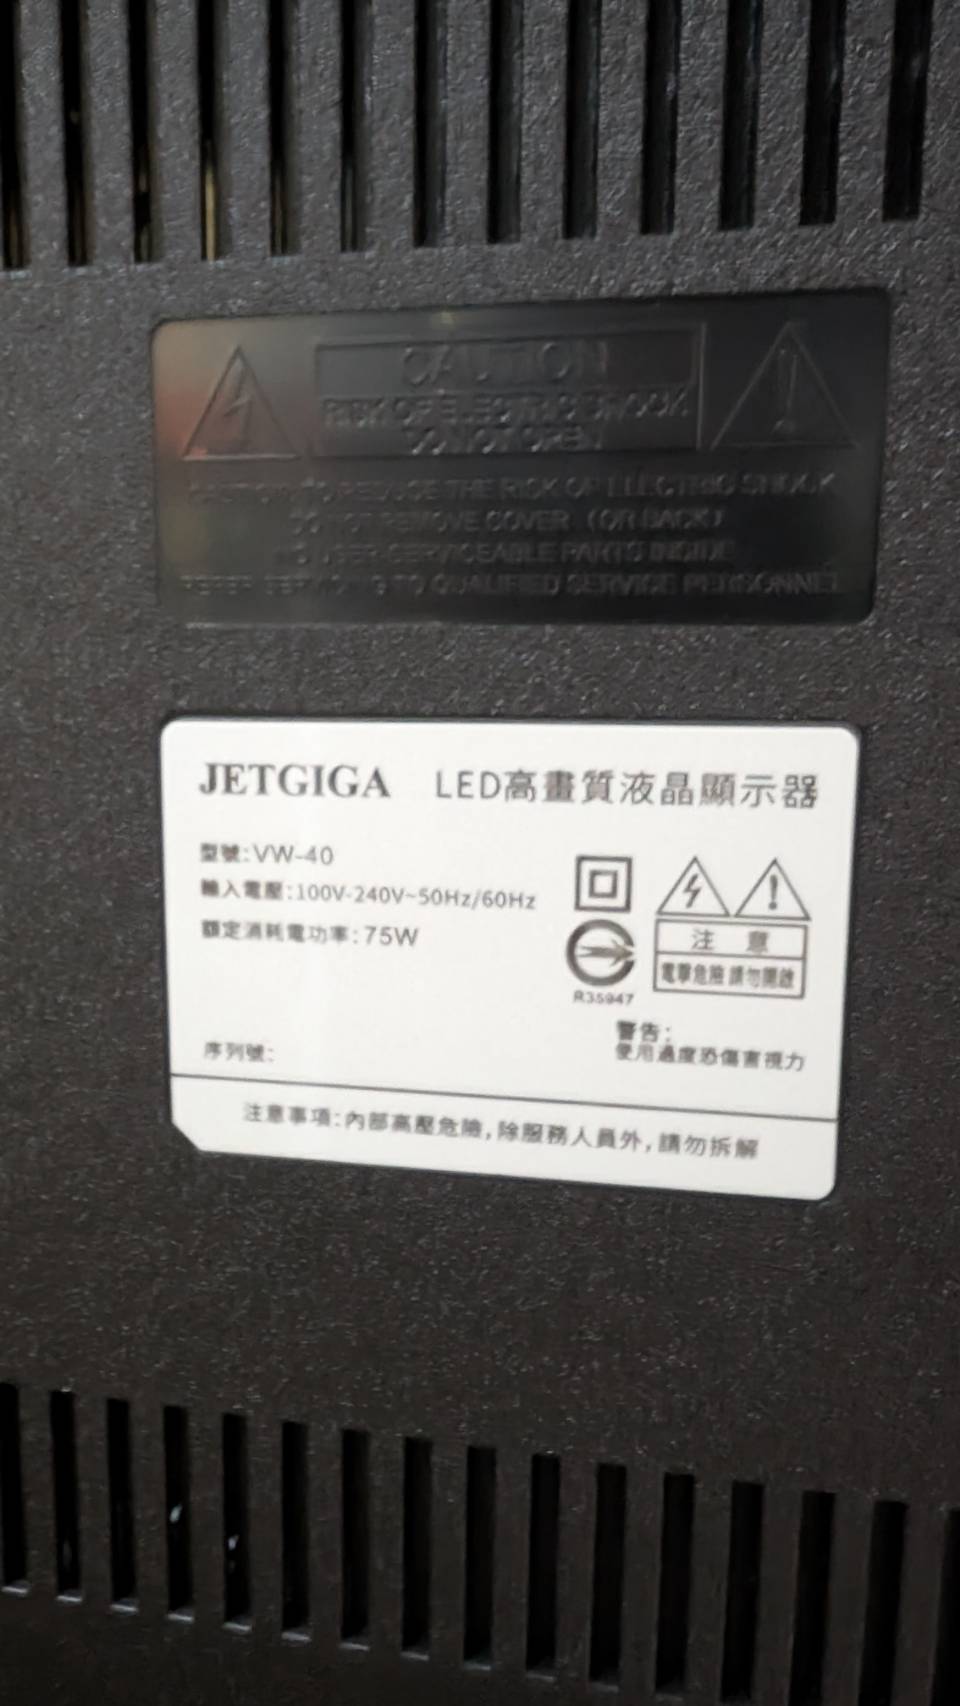 CAUTION
RISK OF ELECTRIC SHOCK
DO NOT OPEN
CAUTION: TO REDUCE THE RISK OF ELECTRIC SHOCK
DO NOT REMOVE COVER (OR BACK)
NO USER-SERVICEABLE PARTS INSIDE
REFER SERVICING TO QUALIFIED SERVICE PERSONNEL
JETGIGA LED高畫質液晶顯示器
型號:VW-40
輸入電壓:100V-240V~50Hz/60Hz
額定消耗電功率:75W
R35947
注 意
電擊危險 請勿開啟
序列號:
警告:
使用過度恐傷害視力
注意事項:內部高壓危險,除服務人員外,請勿拆解